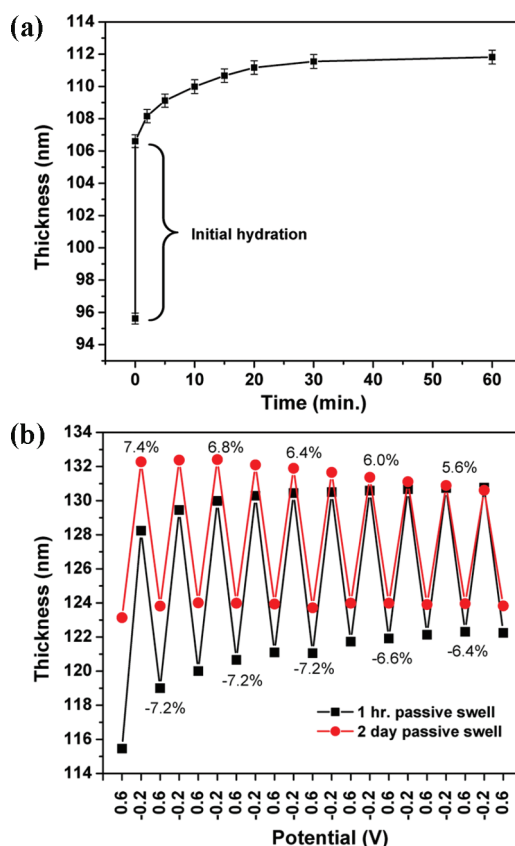 (a)
114
112
110
108
106
104
102
100
98
96
94
Thickness (nm)
Initial hydration
0 10 20 30 40 50 60
Time (min.)
(b)
134
132
130
128
126
124
122
120
118
116
114
Thickness (nm)
7.4% 6.8% 6.4% 6.0% 5.6%
-7.2% -7.2% -7.2% -6.6% -6.4%
1 hr. passive swell
2 day passive swell
0.6 -0.2 0.6 -0.2 0.6 -0.2 0.6 -0.2 0.6 -0.2 0.6 -0.2 0.6 -0.2 0.6 -0.2 0.6 -0.2 0.6 -0.2 0.6
Potential (V)